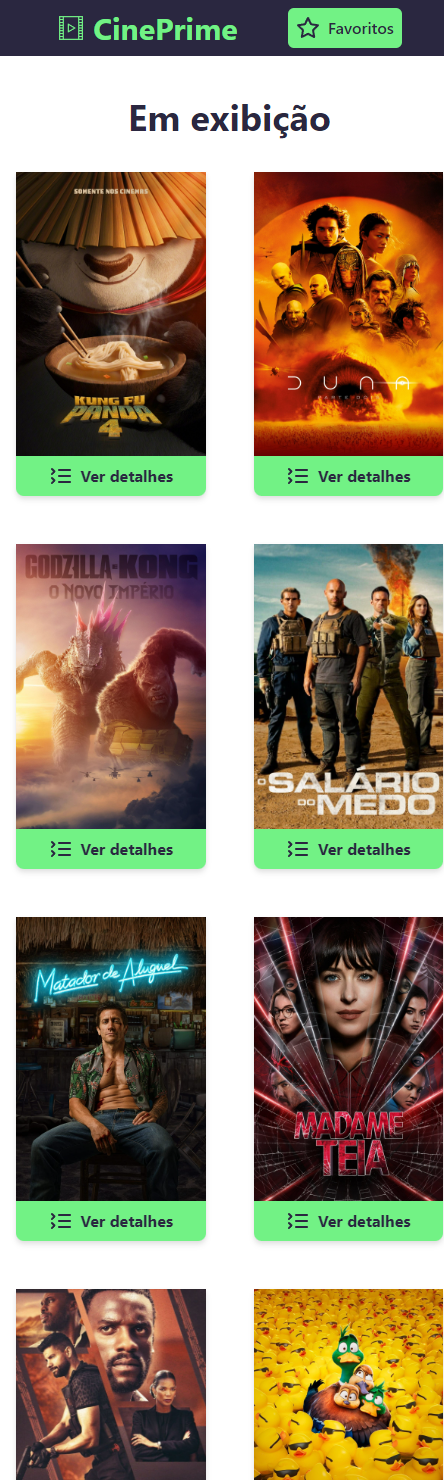 CinePrime
Favoritos
Em exibição
SOMENTE NOS CINEMAS
KUNG FU
PANDA
4
DUNA
Ver detalhes
Ver detalhes
GODZILLA-KONG
O NOVO IMPÉRIO
O SALÁRIO
DO MEDO
Ver detalhes
Ver detalhes
Matador de Aluguel
MADAME
TEIA
Ver detalhes
Ver detalhes